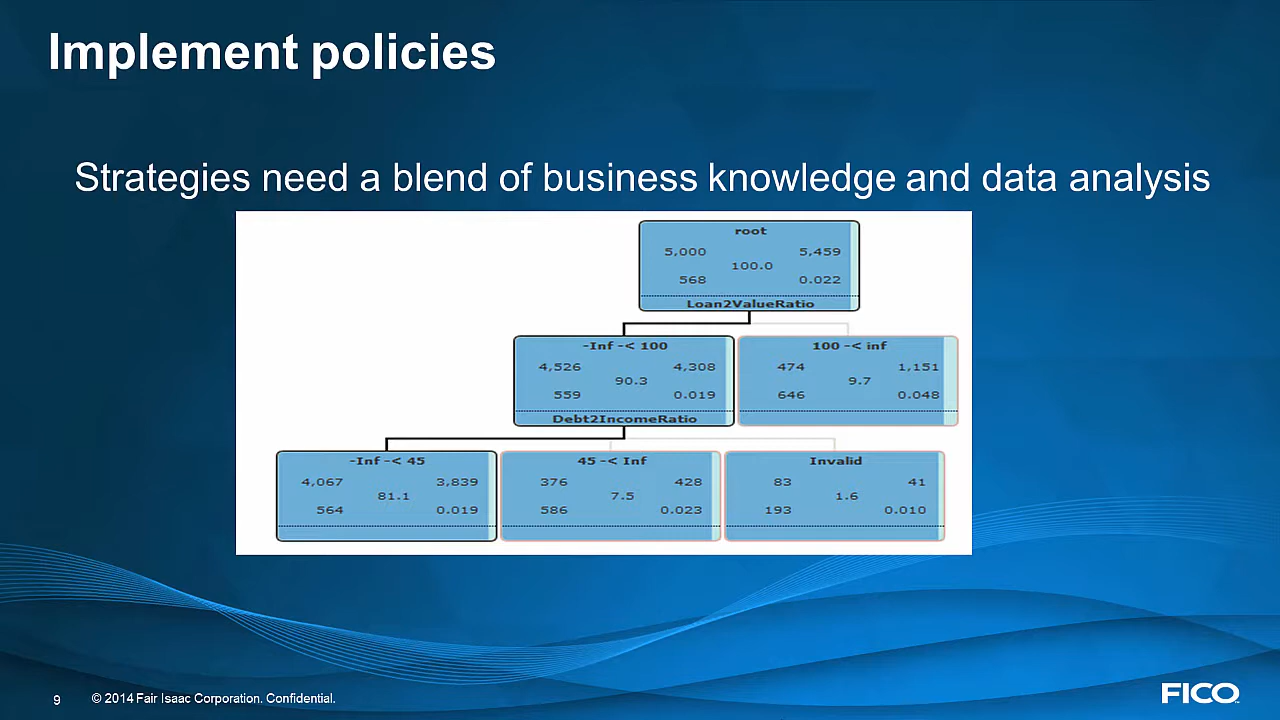 Implement policies
Strategies need a blend of business knowledge and data analysis
root
5,000 5,459
100.0
568 0.022
Loan2ValueRatio
-Inf -< 100
4,526 4,308
90.3
559 0.019
Debt2IncomeRatio
100 -< inf
474 1,151
9.7
646 0.048
-Inf -< 45
4,067 3,839
81.1
564 0.019
45 -< Inf
376 428
7.5
586 0.023
Invalid
83 41
1.6
193 0.010
9 © 2014 Fair Isaac Corporation. Confidential.
FICO